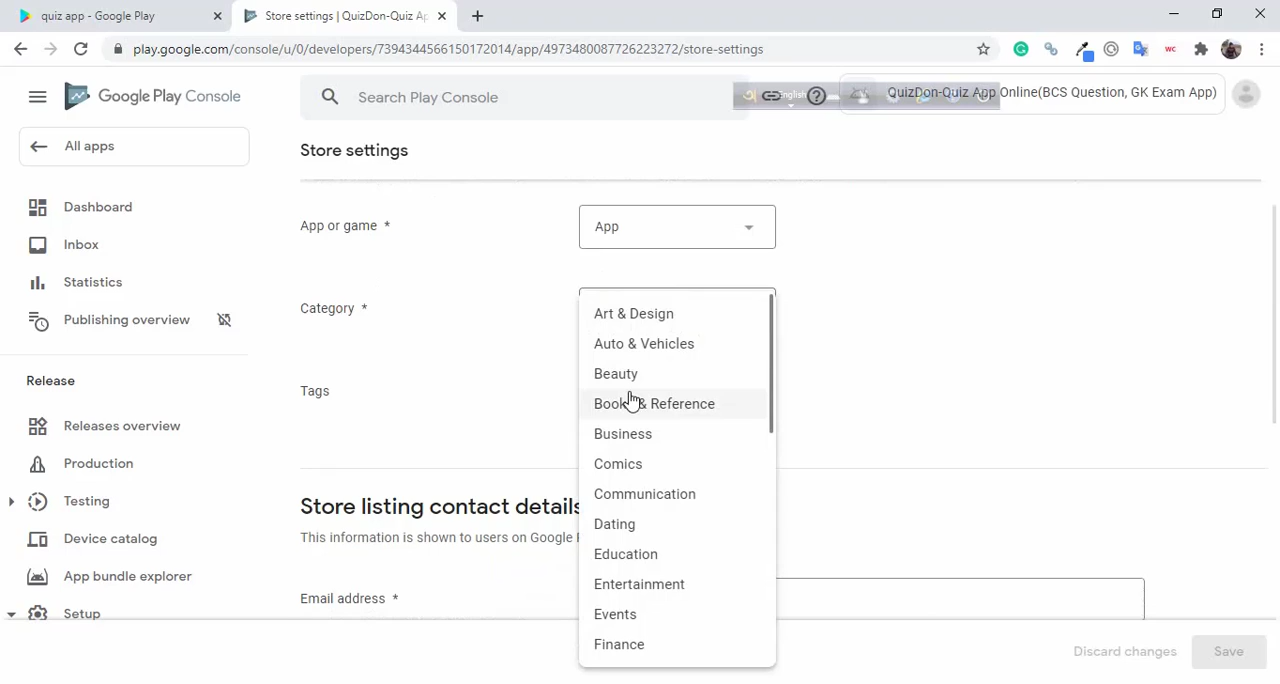 quiz app - Google Play
Store settings | QuizDon-Quiz Ap
play.google.com/console/u/0/developers/7394344566150172014/app/4973480087726223272/store-settings
Google Play Console
Search Play Console
English
QuizDon-Quiz App Online(BCS Question, GK Exam App)
All apps
Store settings
Dashboard
App or game *
App
Inbox
Statistics
Category *
Publishing overview
Art & Design
Auto & Vehicles
Beauty
Release
Tags
Books & Reference
Releases overview
Business
Production
Comics
Communication
Testing
Store listing contact details
Dating
Device catalog
This information is shown to users on Google P
Education
App bundle explorer
Entertainment
Email address *
Setup
Events
Finance
Discard changes
Save